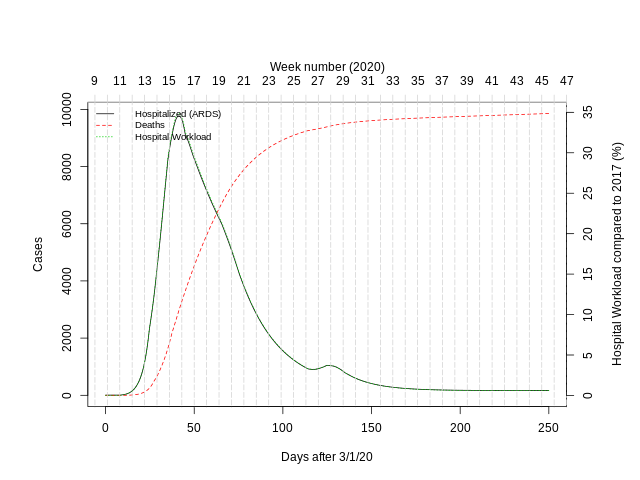 Week number (2020)
9 11 13 15 17 19 21 23 25 27 29 31 33 35 37 39 41 43 45 47
Hospitalized (ARDS)
Deaths
Hospital Workload
Cases
0 2000 4000 6000 8000 10000
Hospital Workload compared to 2017 (%)
0 5 10 15 20 25 30 35
0 50 100 150 200 250
Days after 3/1/20